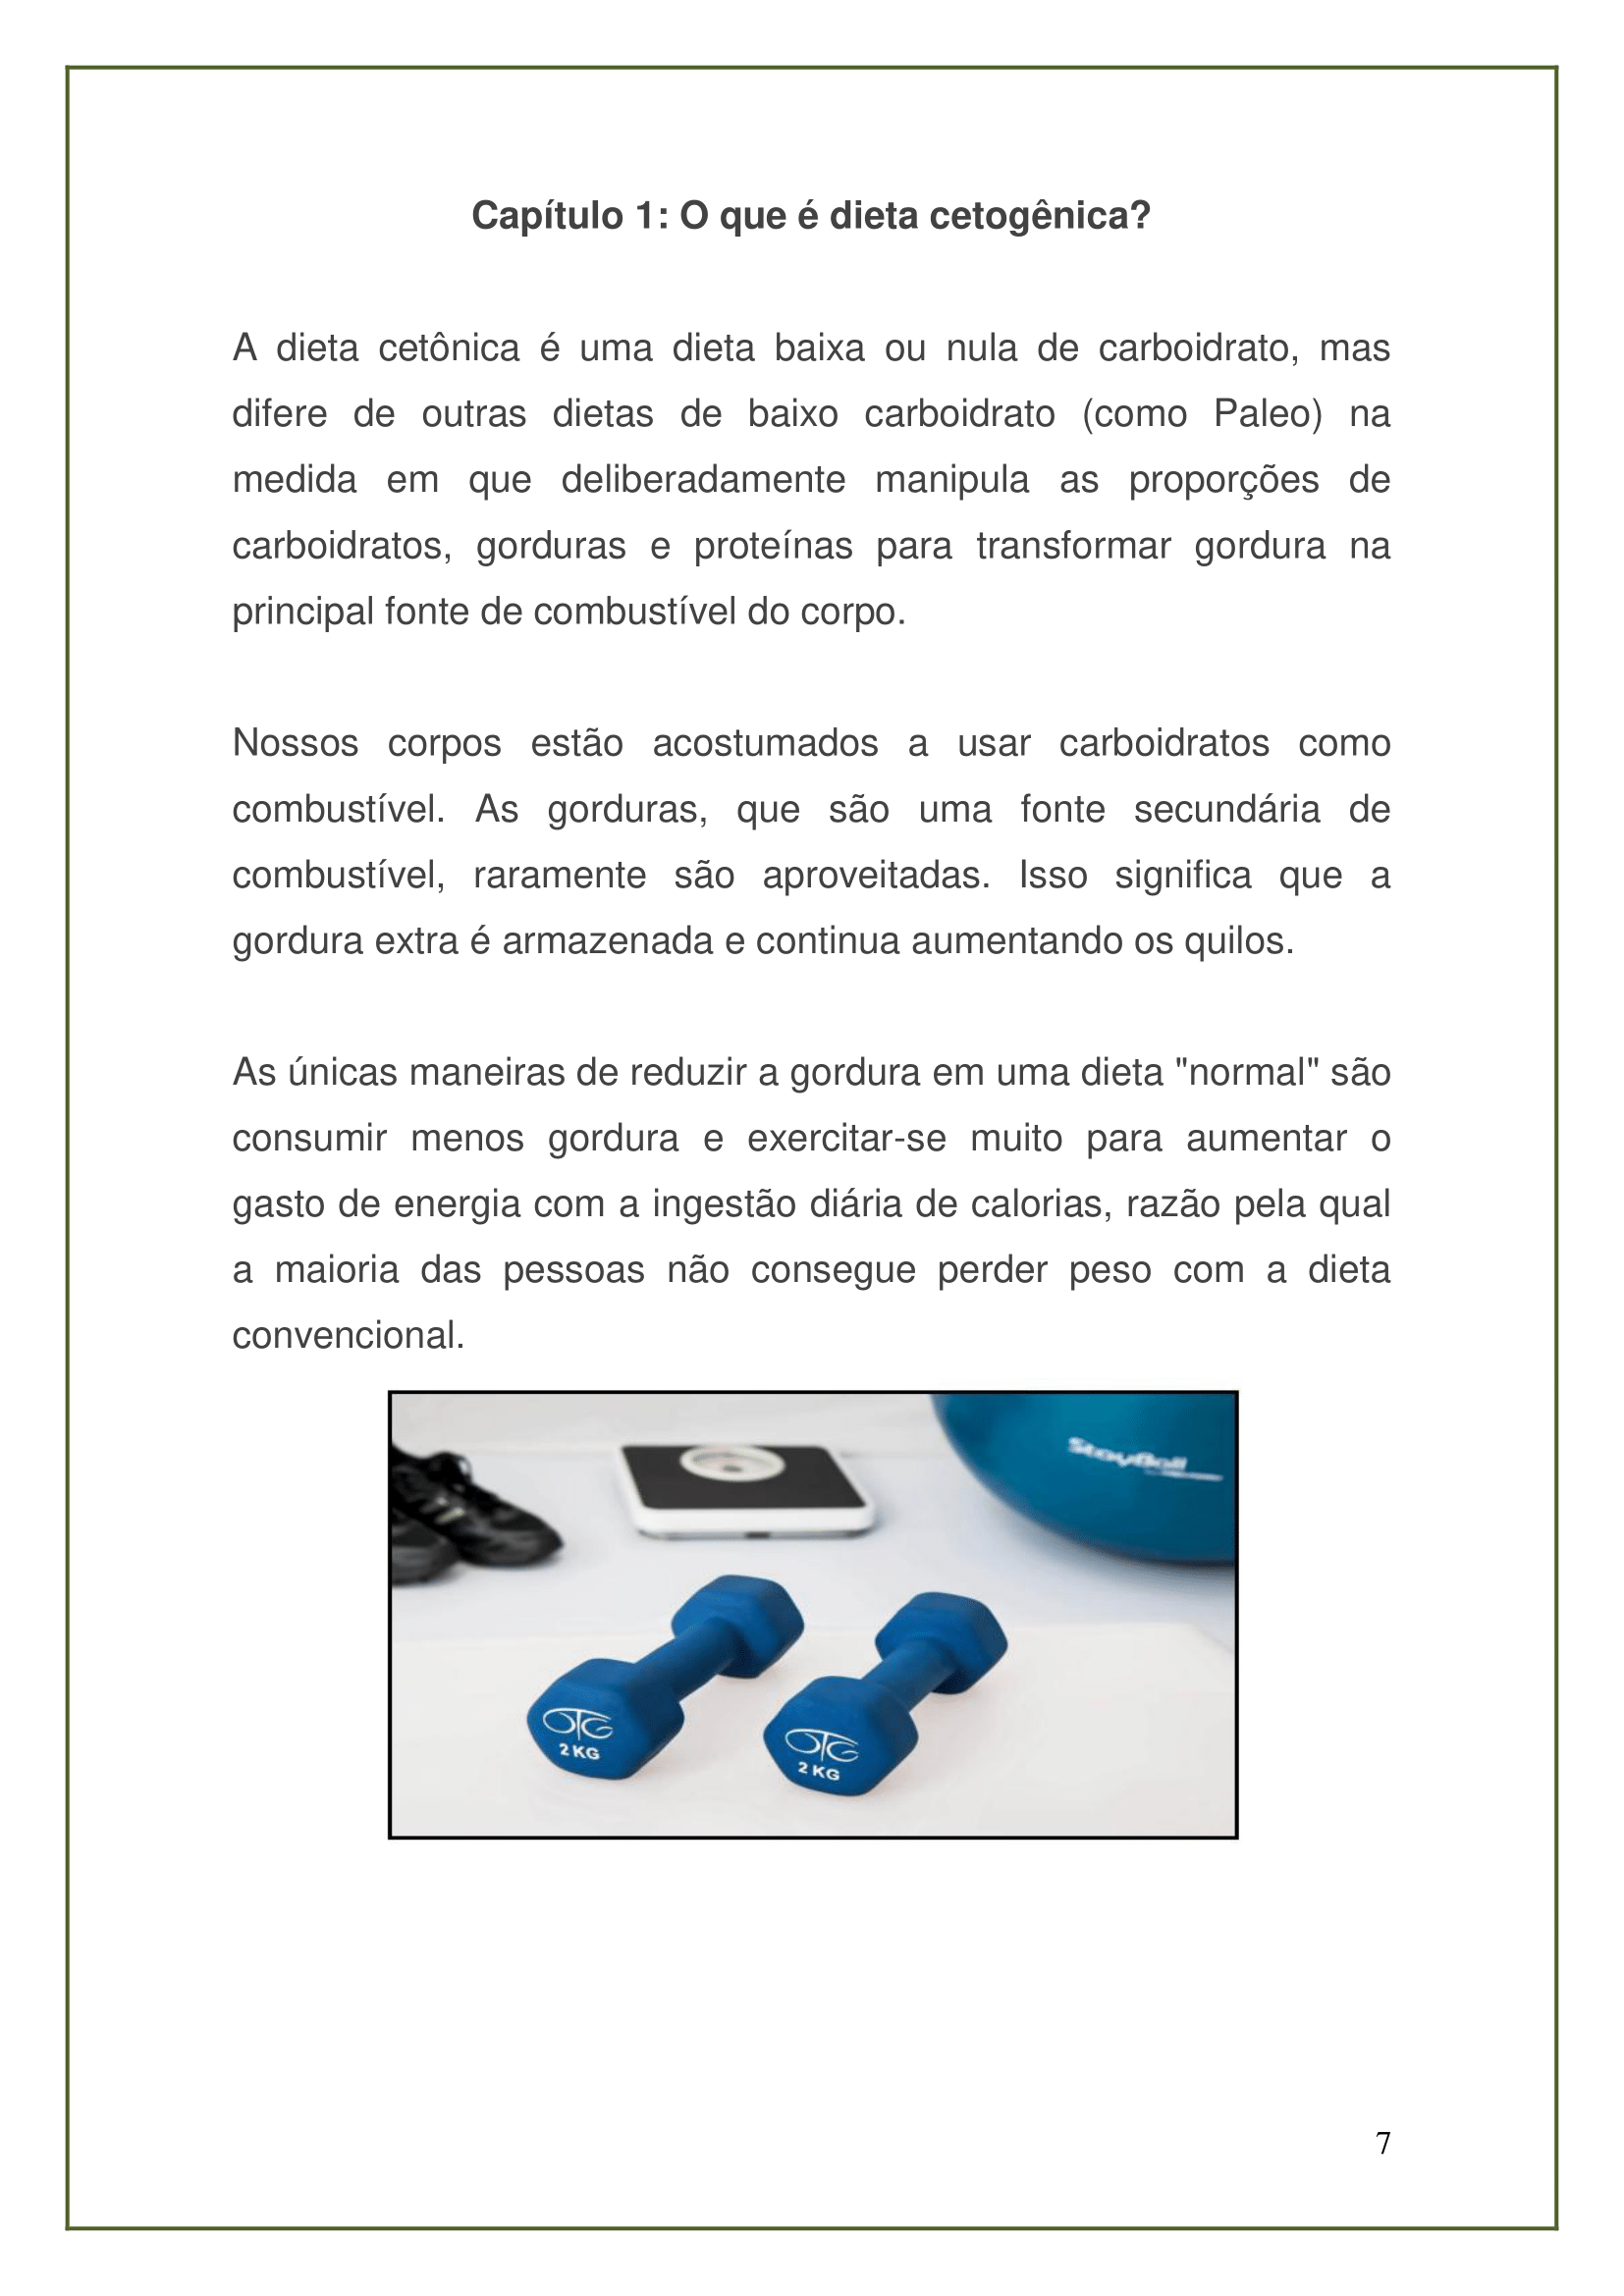 Capítulo 1: O que é dieta cetogênica?
A dieta cetônica é uma dieta baixa ou nula de carboidrato, mas
difere de outras dietas de baixo carboidrato (como Paleo) na
medida em que deliberadamente manipula as proporções de
carboidratos, gorduras e proteínas para transformar gordura na
principal fonte de combustível do corpo.
Nossos corpos estão acostumados a usar carboidratos como
combustível. As gorduras, que são uma fonte secundária de
combustível, raramente são aproveitadas. Isso significa que a
gordura extra é armazenada e continua aumentando os quilos.
As únicas maneiras de reduzir a gordura em uma dieta "normal" são
consumir menos gordura e exercitar-se muito para aumentar o
gasto de energia com a ingestão diária de calorias, razão pela qual
a maioria das pessoas não consegue perder peso com a dieta
convencional.
StayBall
OTG
2 KG
OTG
2 KG
7